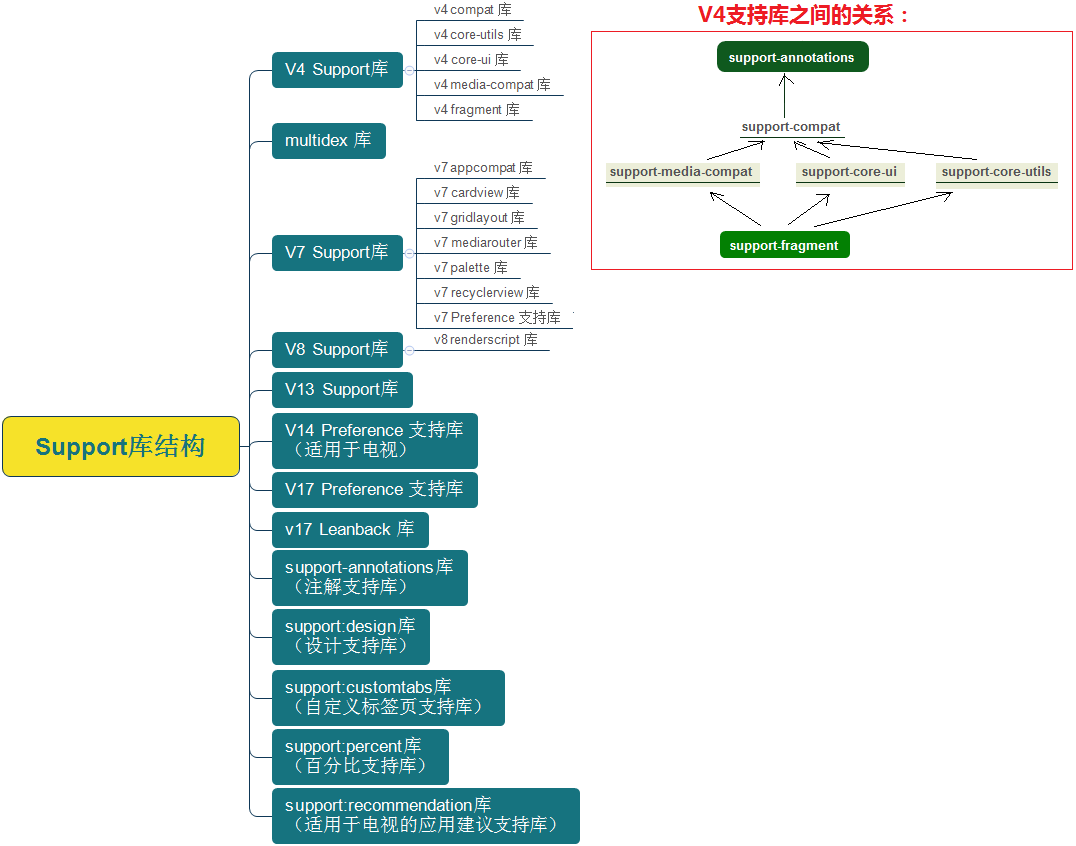 Support库结构
V4 Support库
v4 compat 库
v4 core-utils 库
v4 core-ui 库
v4 media-compat 库
v4 fragment 库
multidex 库
V7 Support库
v7 appcompat 库
v7 cardview 库
v7 gridlayout 库
v7 mediarouter 库
v7 palette 库
v7 recyclerview 库
v7 Preference 支持库
V8 Support库
v8 renderscript 库
V13 Support库
V14 Preference 支持库
（适用于电视）
V17 Preference 支持库
v17 Leanback 库
support-annotations库
（注解支持库）
support:design库
（设计支持库）
support:customtabs库
（自定义标签页支持库）
support:percent库
（百分比支持库）
support:recommendation库
（适用于电视的应用建议支持库）
V4支持库之间的关系：
support-annotations
support-compat
support-media-compat
support-core-ui
support-core-utils
support-fragment